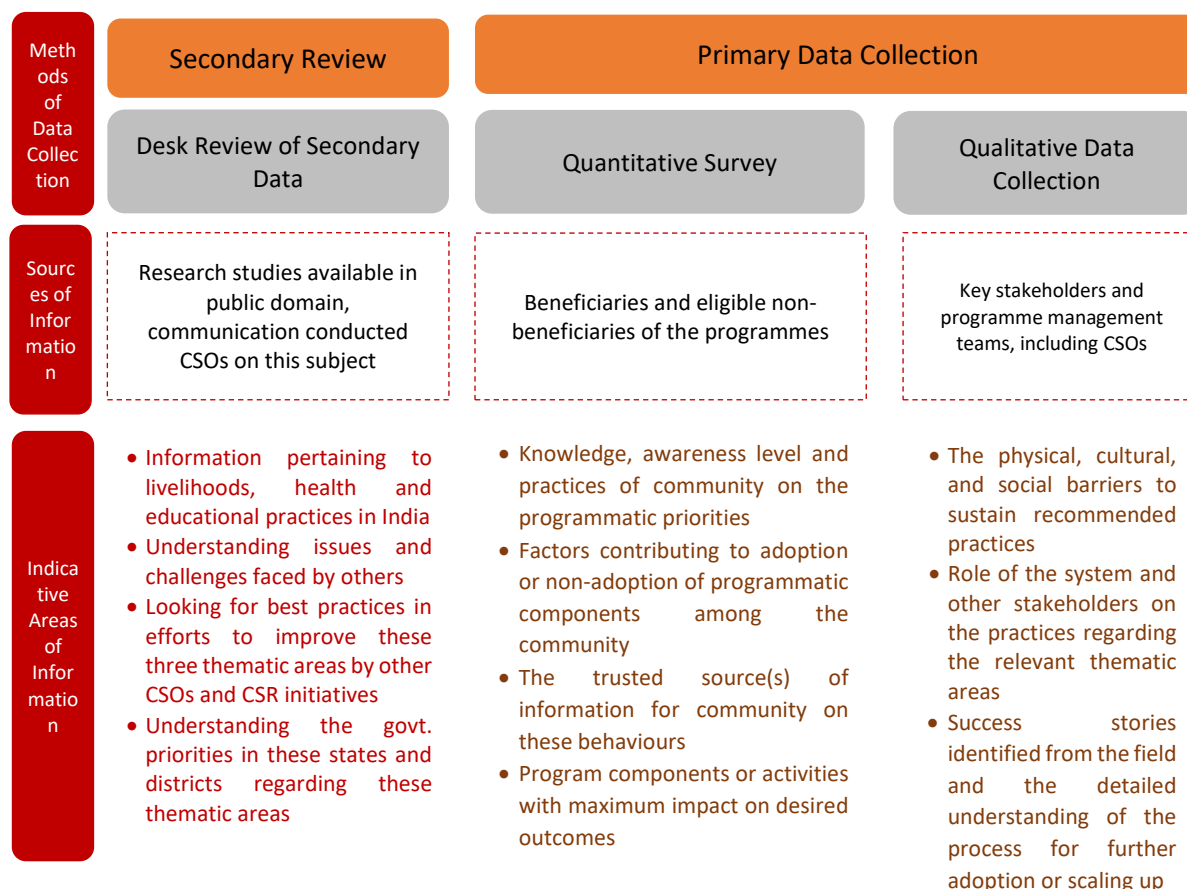 Meth
ods
of
Data
Collec
tion
Secondary Review
Primary Data Collection
Desk Review of Secondary
Data
Quantitative Survey
Qualitative Data
Collection
Sourc
es of
Infor
matio
n
Research studies available in
public domain,
communication conducted
CSOs on this subject
Beneficiaries and eligible non-
beneficiaries of the programmes
Key stakeholders and
programme management
teams, including CSOs
Indica
tive
Areas
of
Infor
matio
n
• Information pertaining to
livelihoods, health and
educational practices in India
• Understanding issues and
challenges faced by others
• Looking for best practices in
efforts to improve these
three thematic areas by other
CSOs and CSR initiatives
• Understanding the govt.
priorities in these states and
districts regarding these
thematic areas
• Knowledge, awareness level and
practices of community on the
programmatic priorities
• Factors contributing to adoption
or non-adoption of programmatic
components among the
community
• The trusted source(s) of
information for community on
these behaviours
• Program components or activities
with maximum impact on desired
outcomes
• The physical, cultural,
and social barriers to
sustain recommended
practices
• Role of the system and
other stakeholders on
the practices regarding
the relevant thematic
areas
• Success stories
identified from the field
and the detailed
understanding of the
process for further
adoption or scaling up